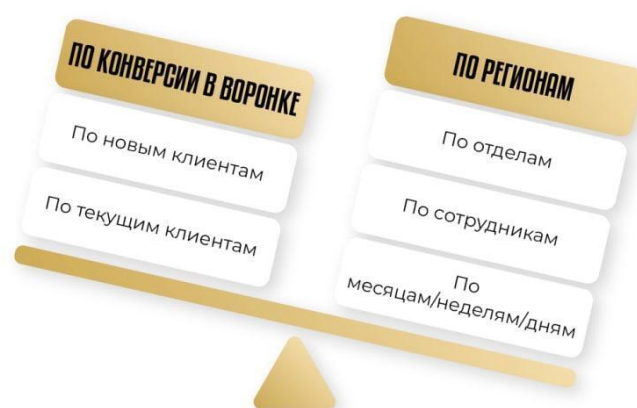 ПО КОНВЕРСИИ В ВОРОНКЕ
По новым клиентам
По текущим клиентам
ПО РЕГИОНАМ
По отделам
По сотрудникам
По
месяцам/неделям/дням